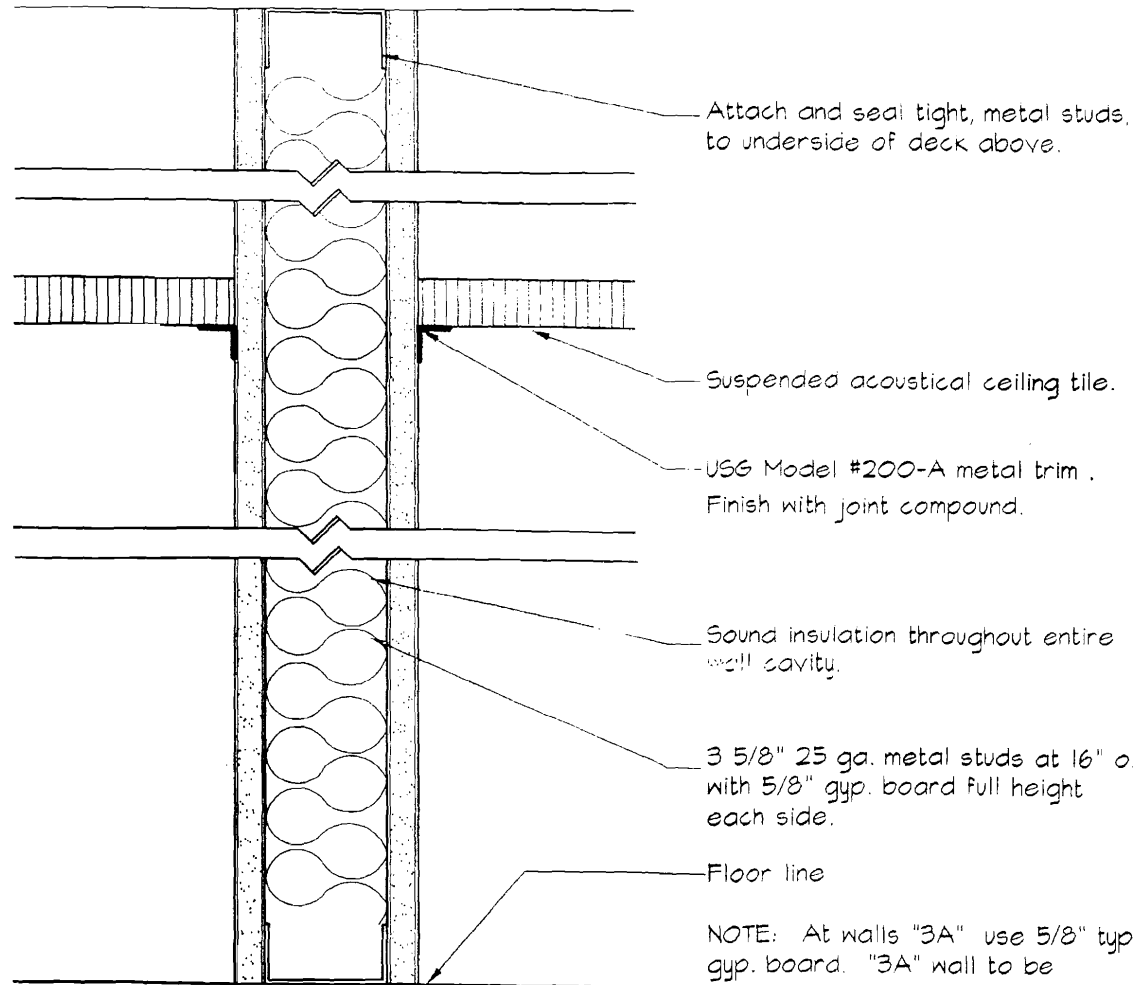 Attach and seal tight, metal studs,
to underside of deck above.
Suspended acoustical ceiling tile.
USG Model #200-A metal trim .
Finish with joint compound.
Sound insulation throughout entire
wall cavity.
3 5/8" 25 ga. metal studs at 16" o.
with 5/8" gyp. board full height
each side.
Floor line
NOTE: At walls "3A" use 5/8" typ
gyp. board. "3A" wall to be